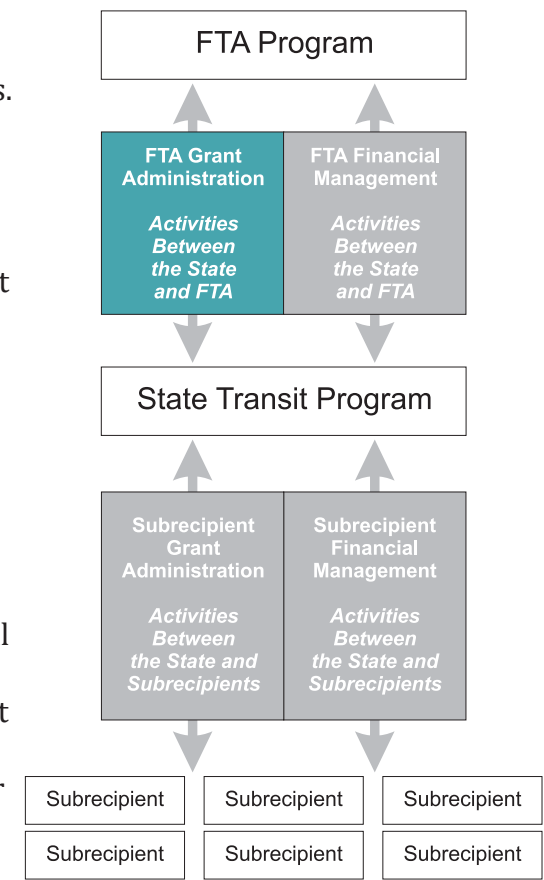 FTA Program
s.
FTA Grant
Administration
Activities
Between
the State
and FTA
FTA Financial
Management
Activities
Between
the State
and FTA
t
State Transit Program
Subrecipient
Grant
Administration
Activities
Between
the State and
Subrecipients
Subrecipient
Financial
Management
Activities
Between
the State and
Subrecipients
l
t
r
Subrecipient
Subrecipient
Subrecipient
Subrecipient
Subrecipient
Subrecipient